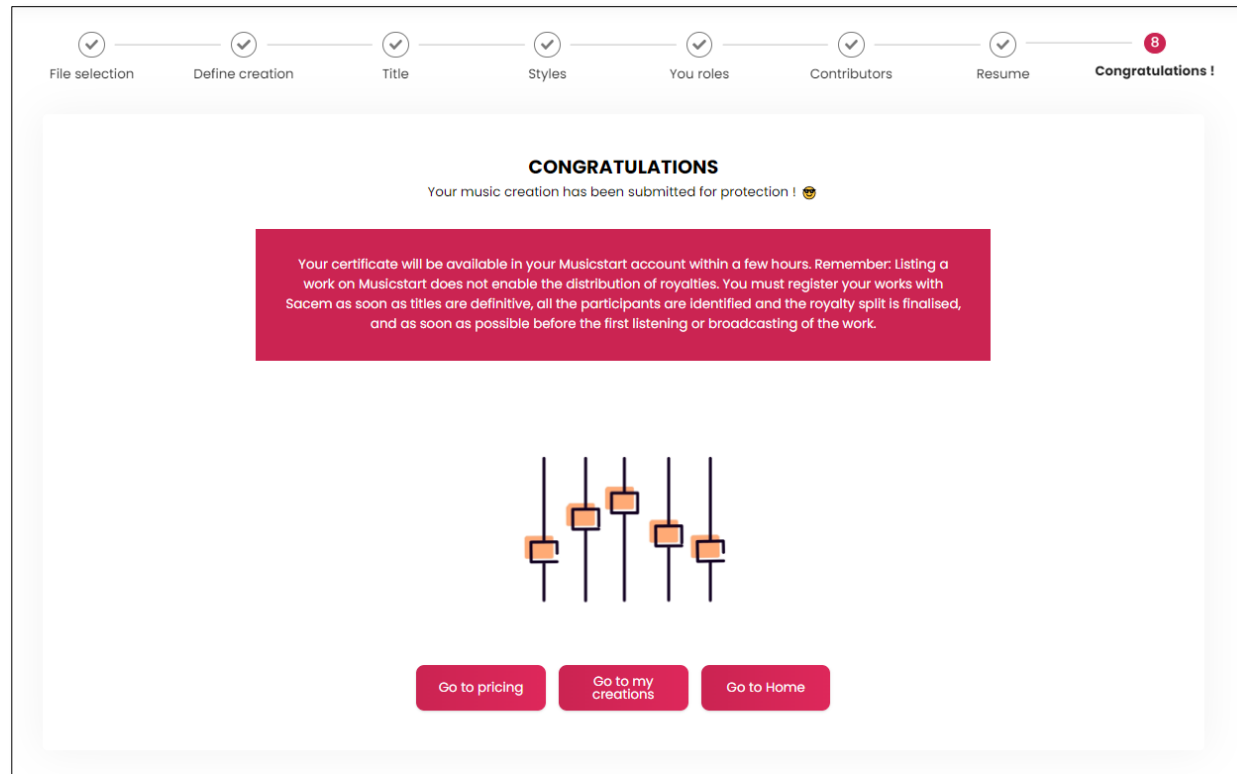 8
File selection
Define creation
Title
Styles
You roles
Contributors
Resume
Congratulations !
CONGRATULATIONS
Your music creation has been submitted for protection ! 😎
Your certificate will be available in your Musicstart account within a few hours. Remember: Listing a
work on Musicstart does not enable the distribution of royalties. You must register your works with
Sacem as soon as titles are definitive, all the participants are identified and the royalty split is finalised,
and as soon as possible before the first listening or broadcasting of the work.
Go to pricing
Go to my
creations
Go to Home